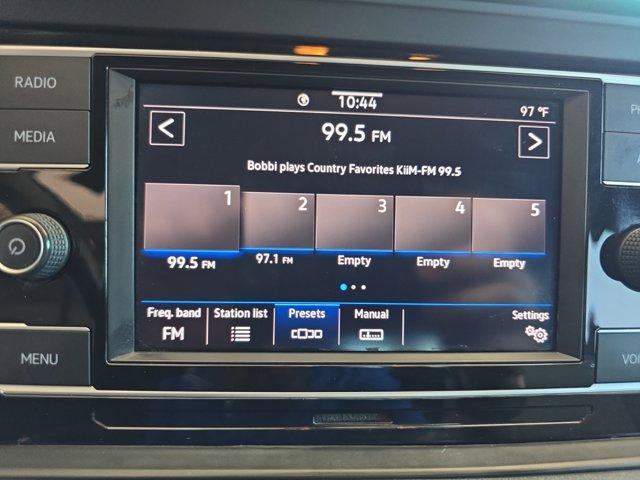 RADIO
MEDIA
MENU
10:44
97 °F
99.5 FM
Bobbi plays Country Favorites KiiM-FM 99.5
1 2 3 4 5
99.5 FM 97.1 FM Empty Empty Empty
Freq. band Station list Presets Manual Settings
FM